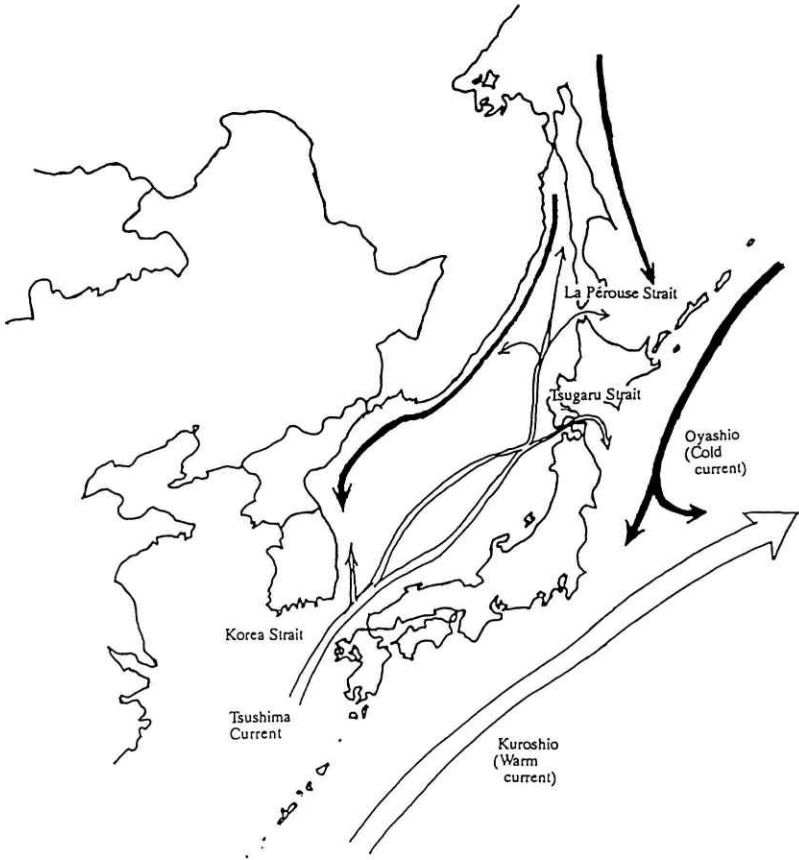 La Pérouse Strait
Tsugaru Strait
Oyashio
(Cold
current)
Korea Strait
Tsushima
Current
Kuroshio
(Warm
current)